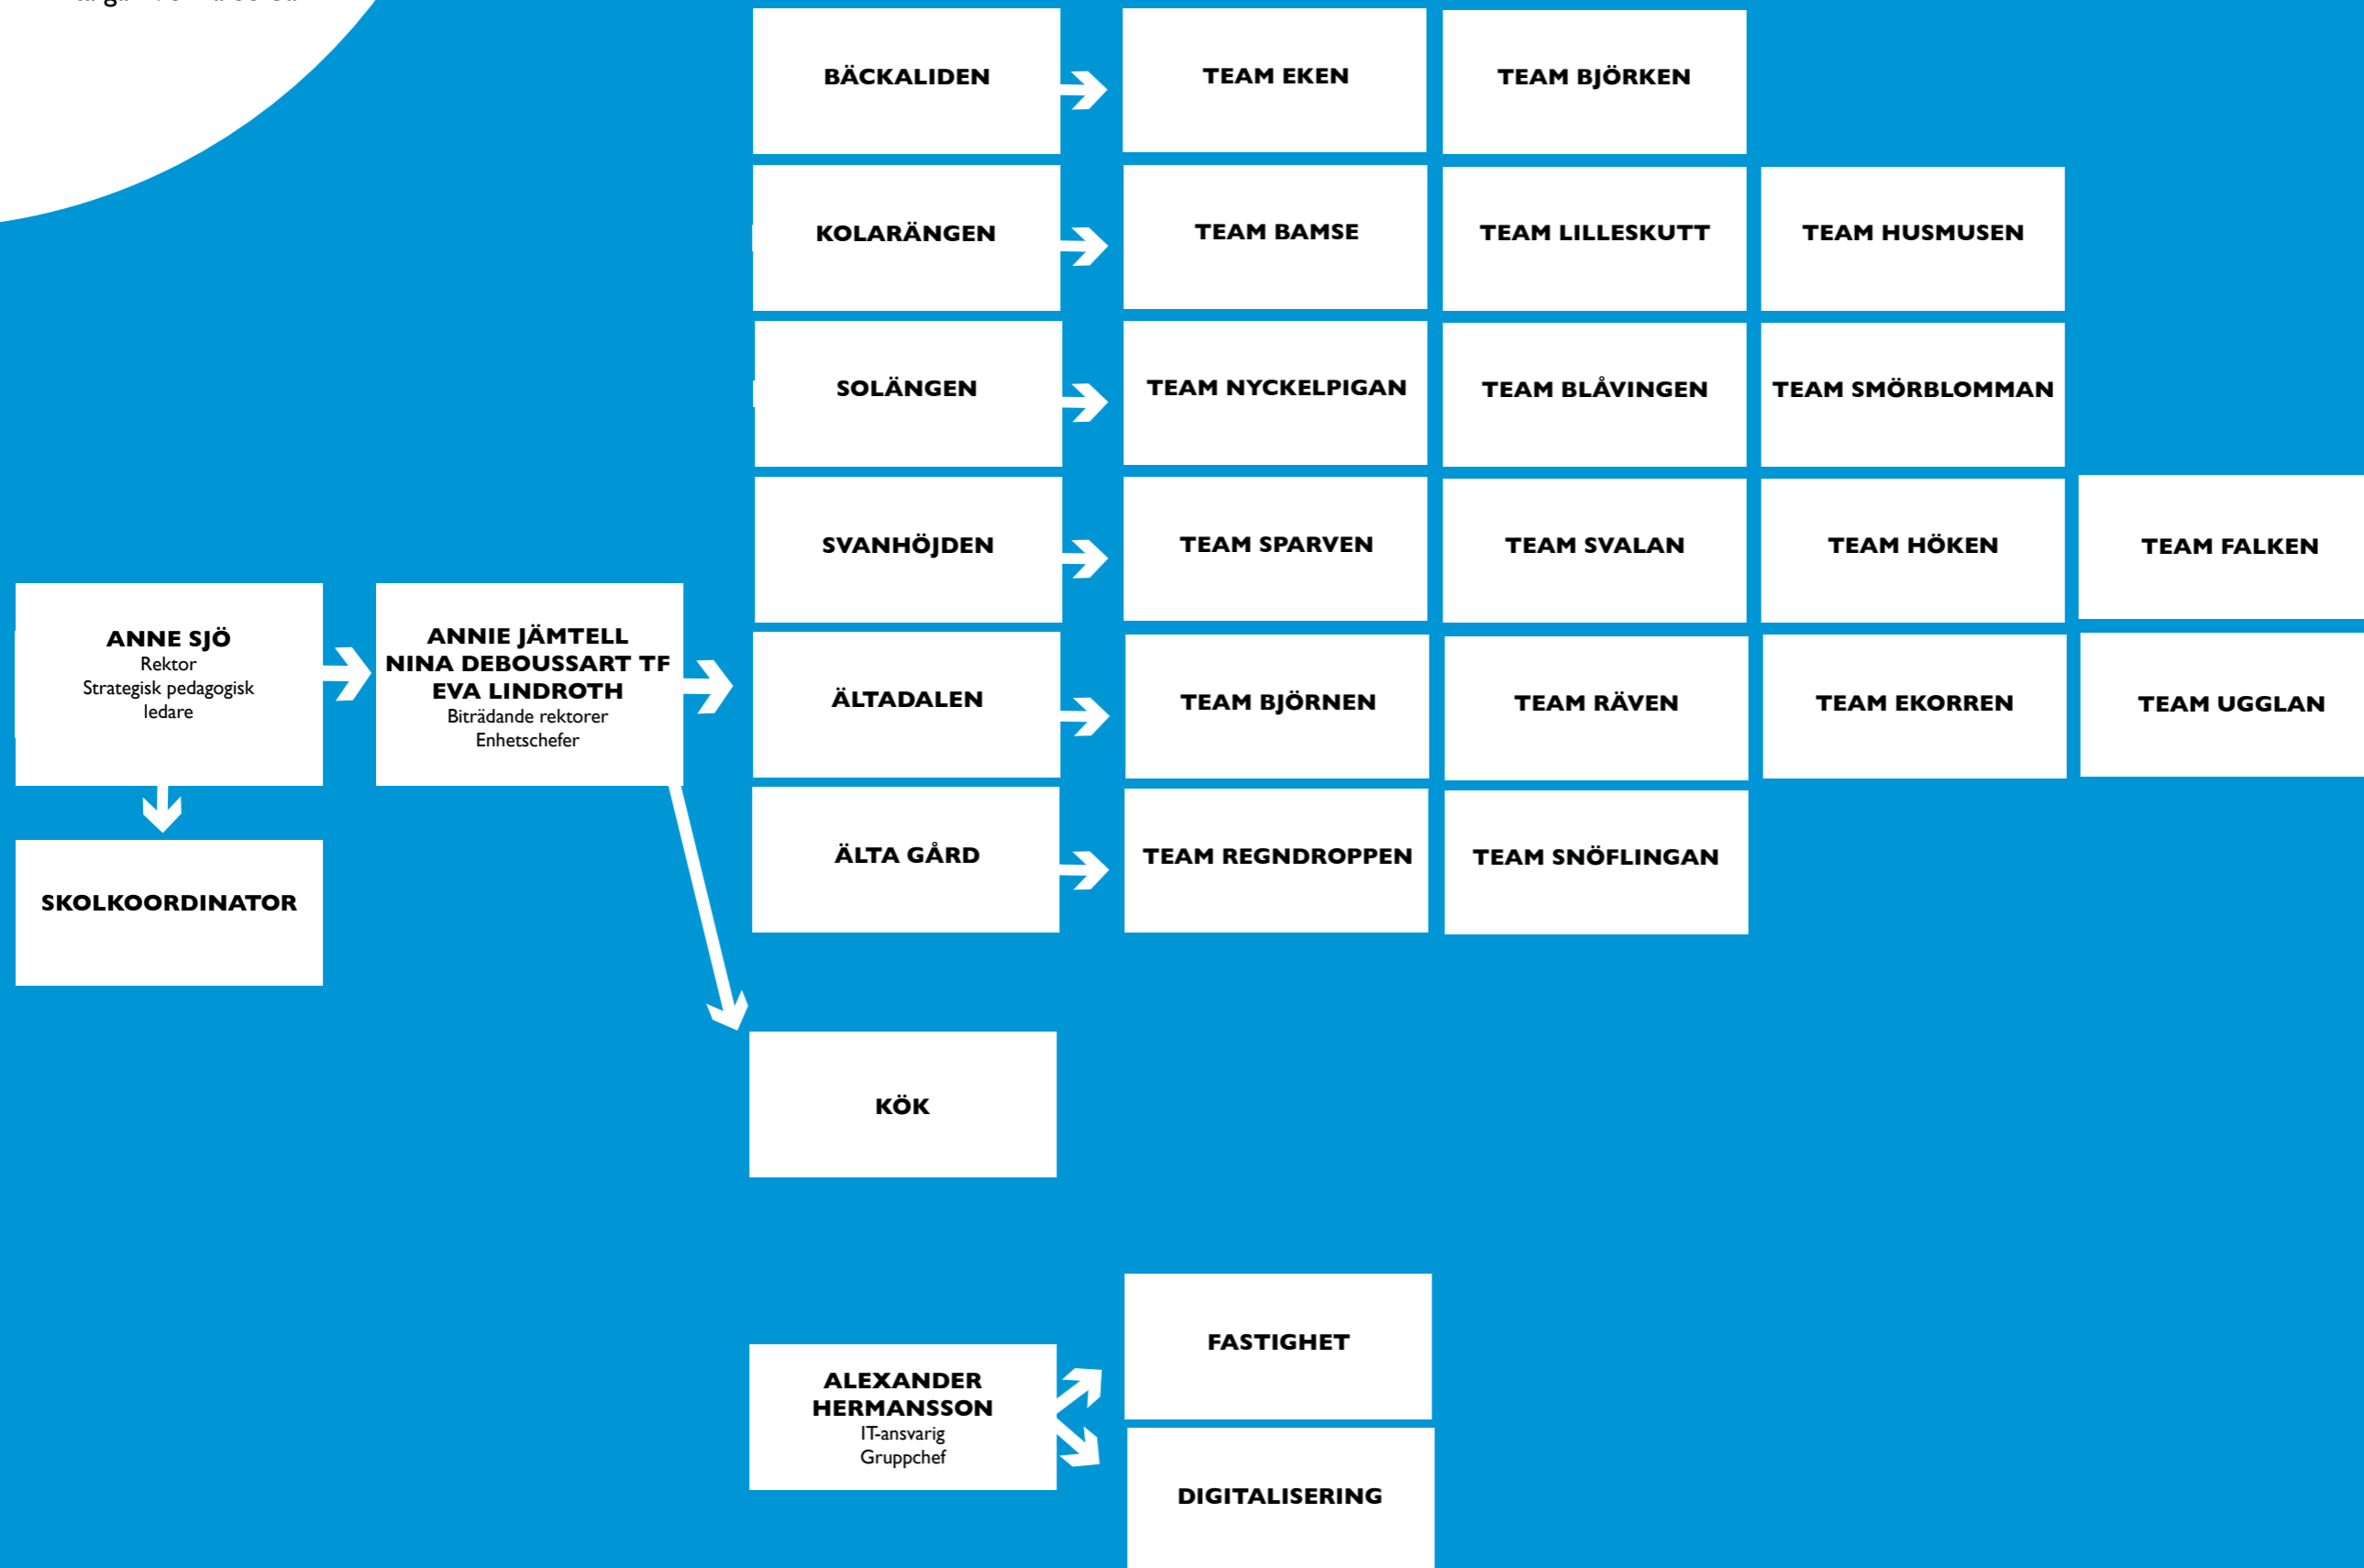 BÄCKALIDEN
TEAM EKEN
TEAM BJÖRKEN
KOLARÄNGEN
TEAM BAMSE
TEAM LILLESKUTT
TEAM HUSMUSEN
SOLÄNGEN
TEAM NYCKELPIGAN
TEAM BLÅVINGEN
TEAM SMÖRBLOMMAN
SVANHÖJDEN
TEAM SPARVEN
TEAM SVALAN
TEAM HÖKEN
TEAM FALKEN
ANNE SJÖ
Rektor
Strategisk pedagogisk
ledare
ANNIE JÄMTELL
NINA DEBOUSSART TF
EVA LINDROTH
Biträdande rektorer
Enhetschefer
ÄLTADALEN
TEAM BJÖRNEN
TEAM RÄVEN
TEAM EKORREN
TEAM UGGLAN
ÄLTA GÅRD
TEAM REGNDROPPEN
TEAM SNÖFLINGAN
SKOLKOORDINATOR
KÖK
ALEXANDER
HERMANSSON
IT-ansvarig
Gruppchef
FASTIGHET
DIGITALISERING